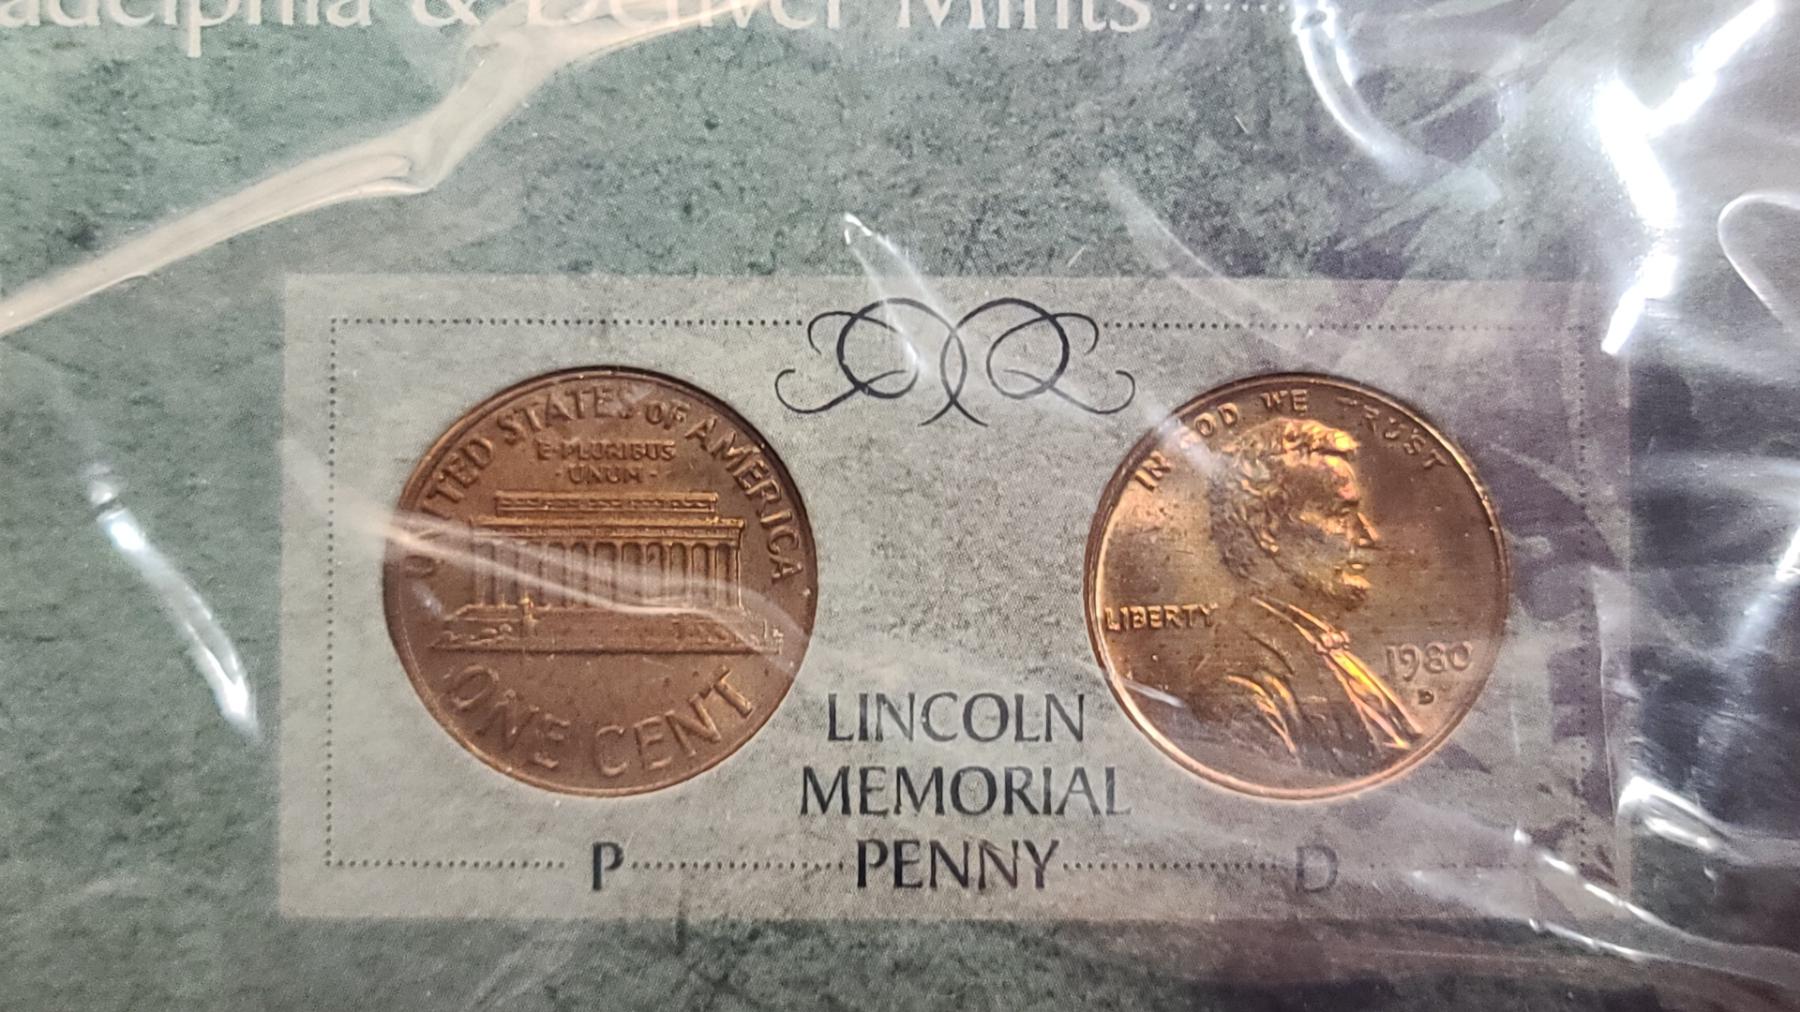 & Denver Mints
UNITED STATES OF AMERICA
E·PLURIBUS
·UNUM·
ONE CENT
IN GOD WE TRUST
LIBERTY
1980
D
LINCOLN
MEMORIAL
PENNY
P
D